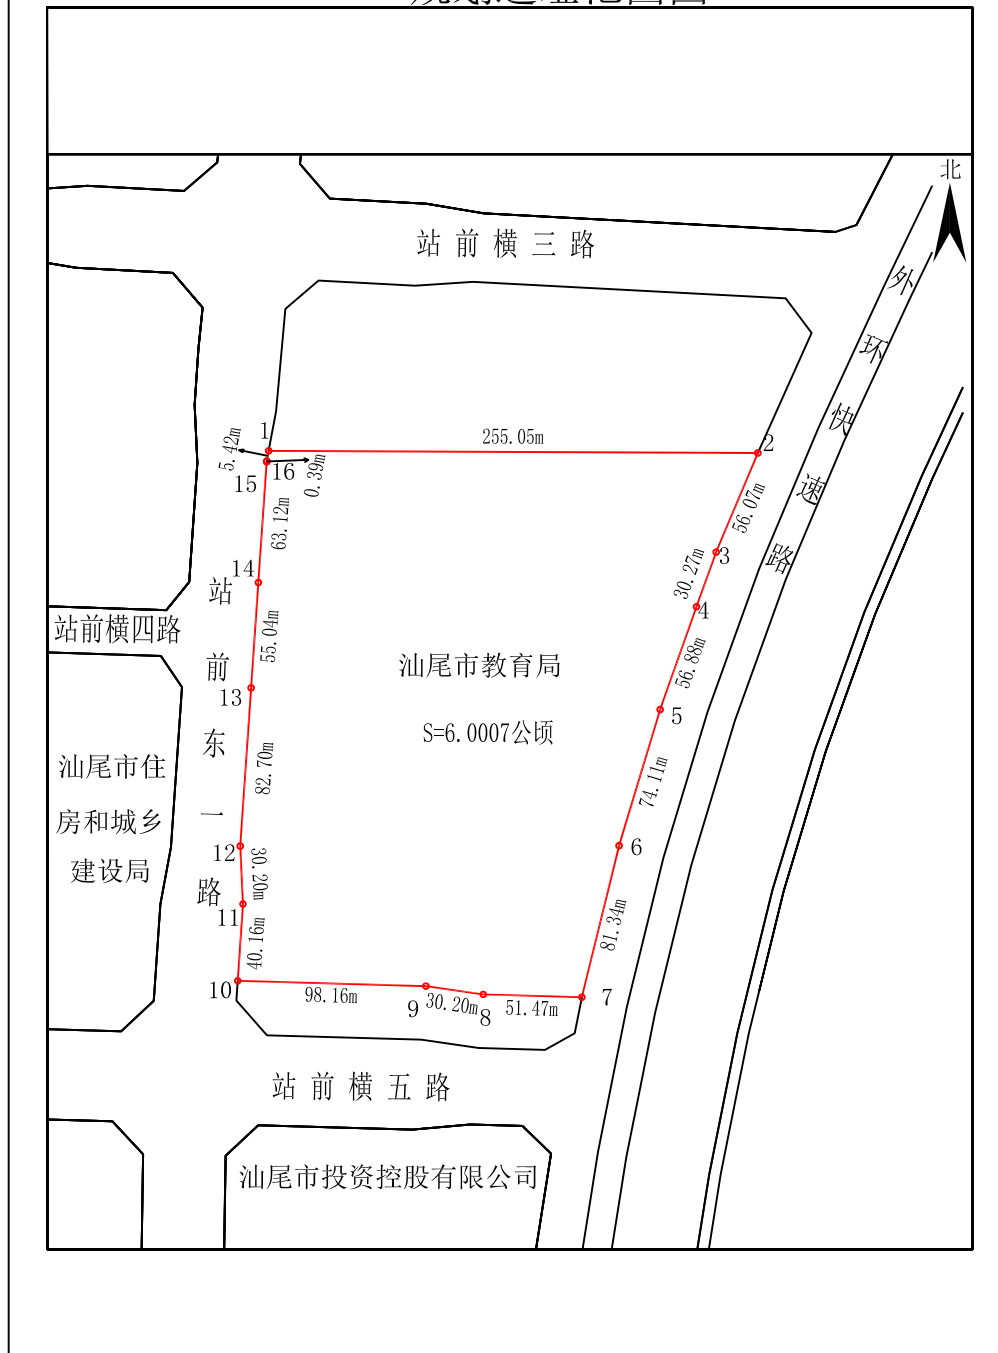 北
站前横三路
外环快速路
1
255.05m
2
5.42m
15
16
0.39m
63.12m
56.07m
3
14
30.27m
4
站前东一路
站前横四路
55.04m
56.88m
汕尾市教育局
13
5
S=6.0007公顷
82.70m
74.11m
汕尾市住
房和城乡
建设局
12
6
30.20m
11
81.34m
40.16m
10
98.16m
9
30.20m
8
51.47m
7
站前横五路
汕尾市投资控股有限公司